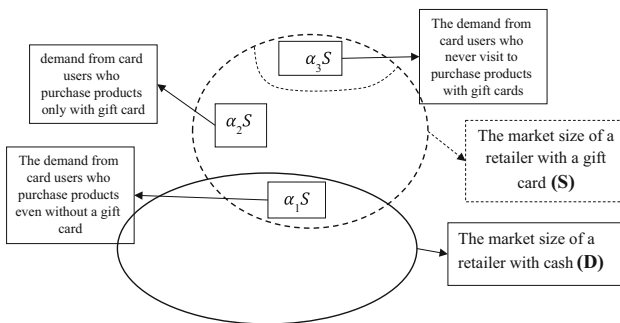 demand from card
users who
purchase products
only with gift card
α₃S
The demand from
card users who
never visit to
purchase products
with gift cards
α₂S
The demand from
card users who
purchase products
even without a gift
card
α₁S
The market size of a
retailer with a gift
card (S)
The market size of a
retailer with cash (D)